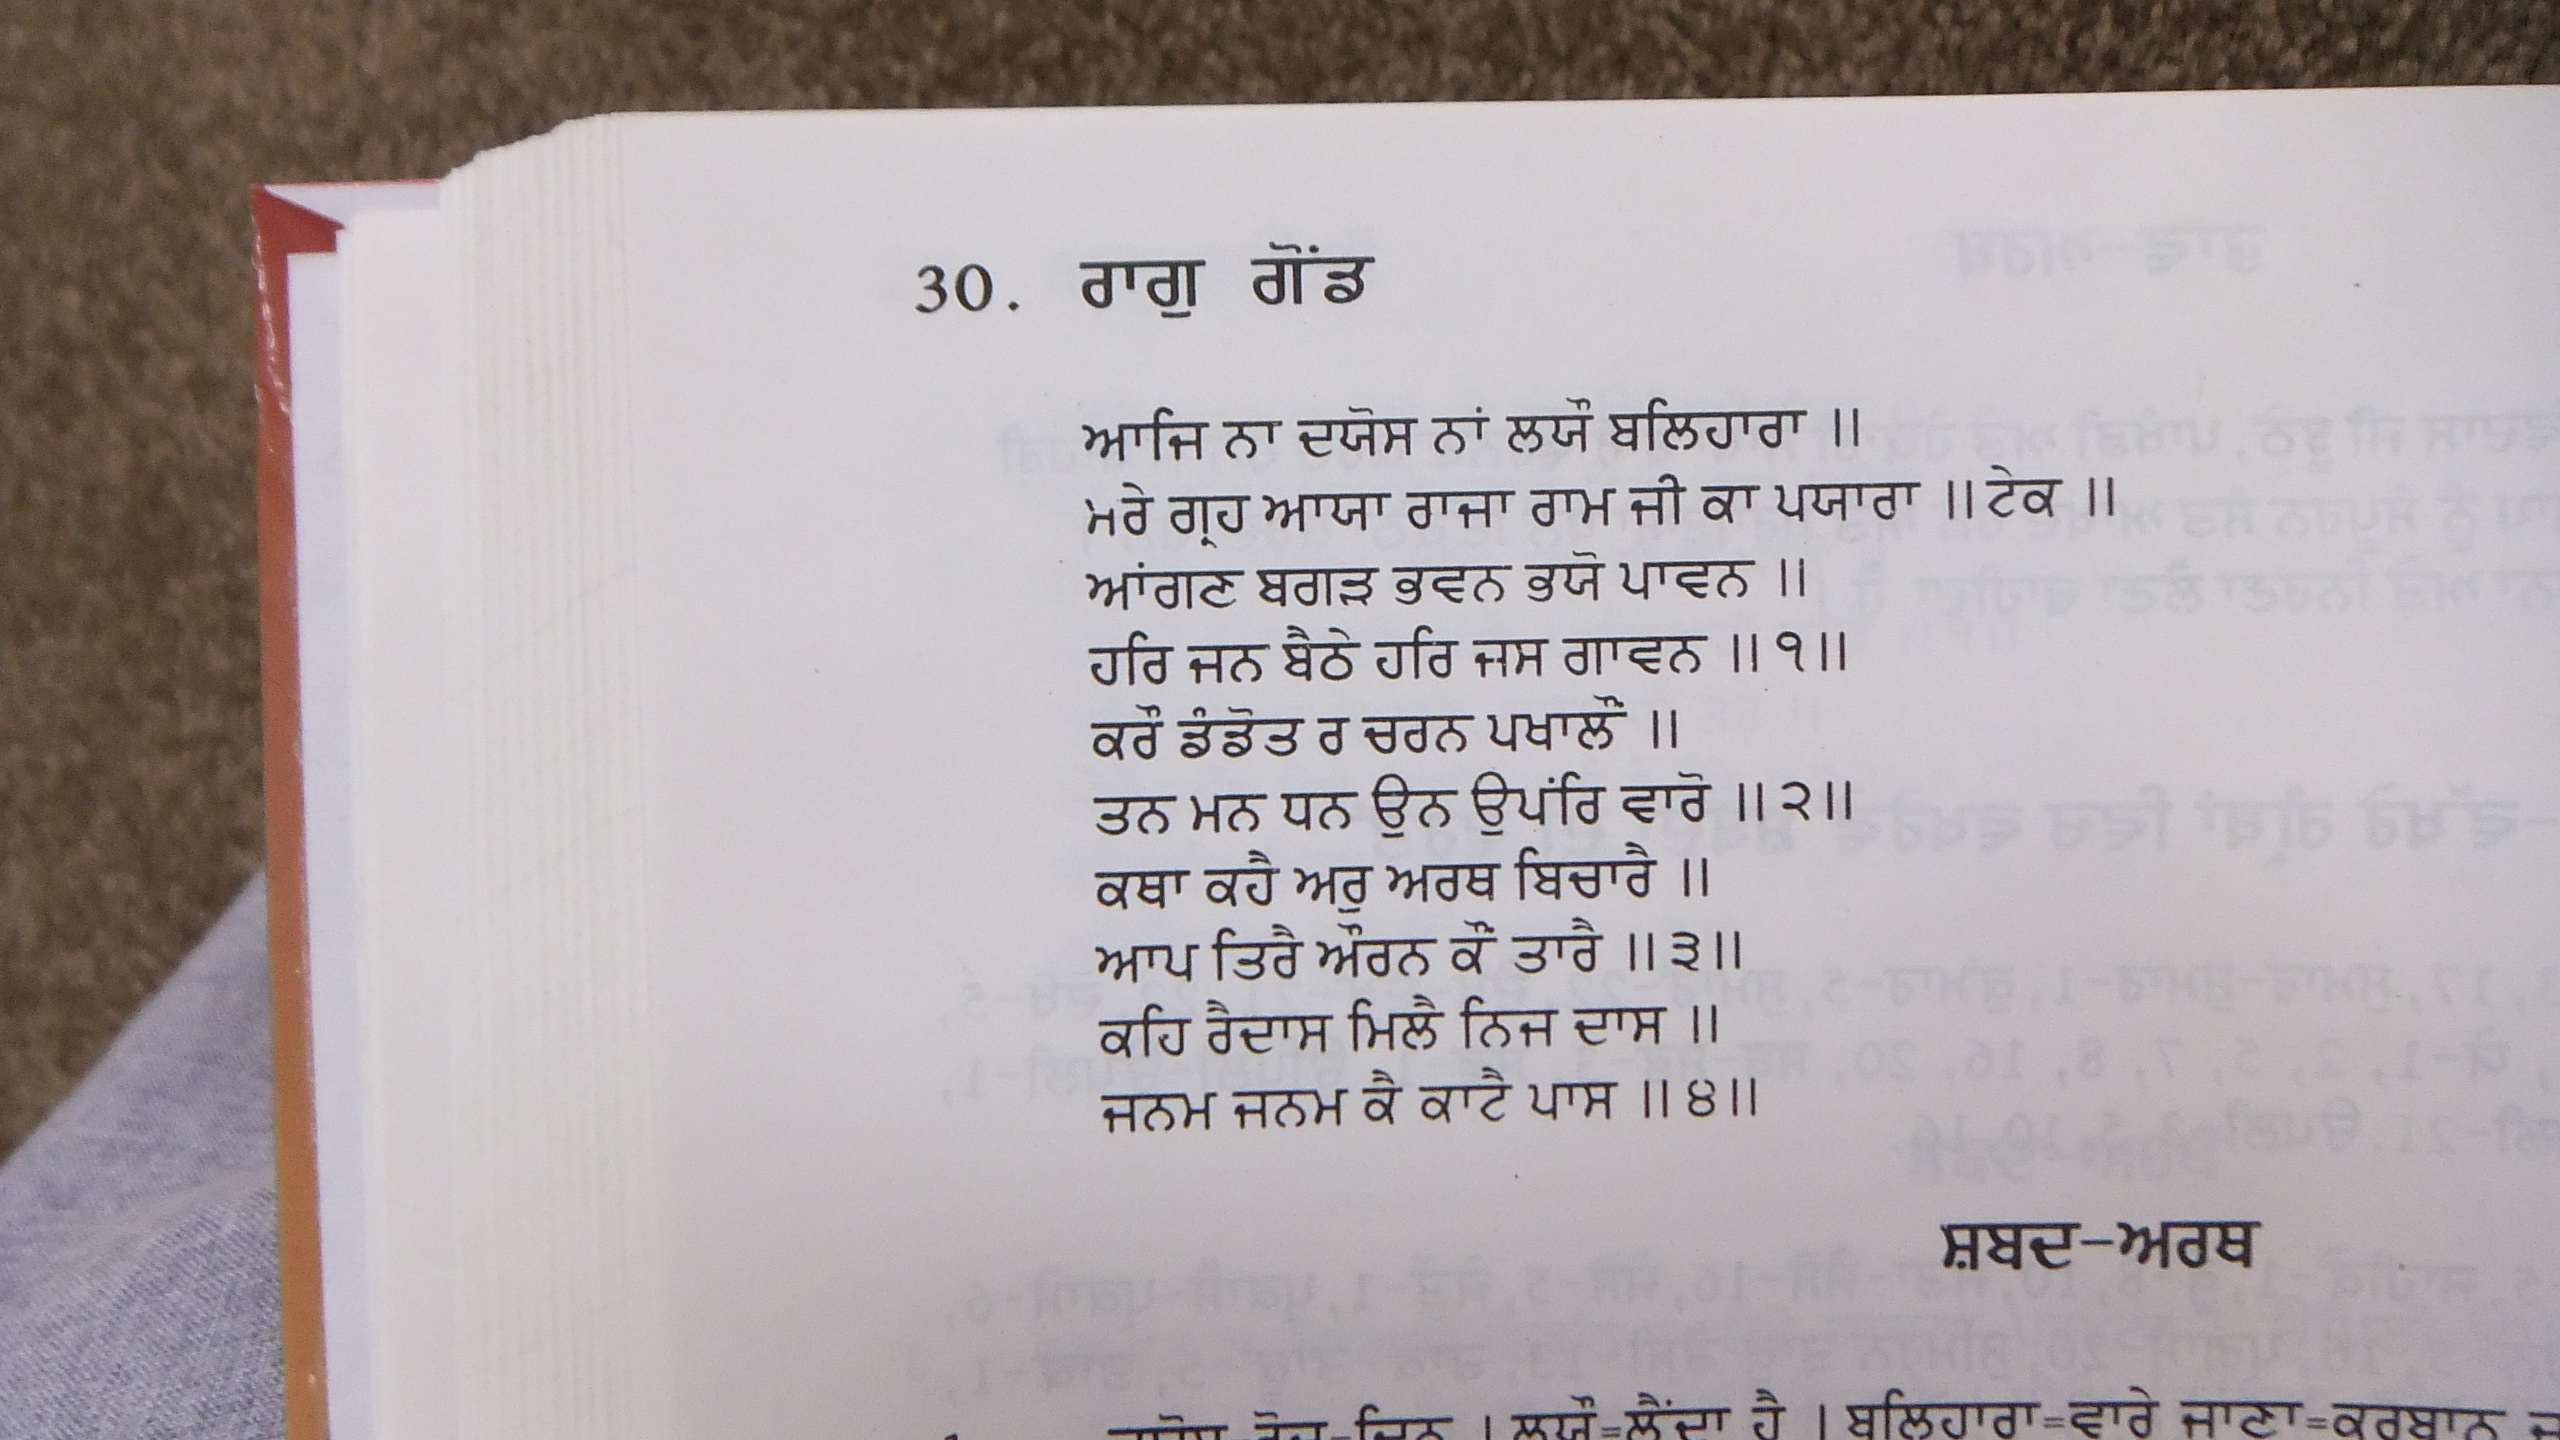 30. ਰਾਗੁ ਗੋਂਡ
ਆਜਿ ਨਾ ਦਯੋਸ ਨਾਂ ਲਯੌ ਬਲਿਹਾਰਾ ॥
ਮਰੇ ਗ੍ਰਹ ਆਯਾ ਰਾਜਾ ਰਾਮ ਜੀ ਕਾ ਪਯਾਰਾ ॥ ਟੇਕ ॥
ਆਂਗਣ ਬਗੜ ਭਵਨ ਭਯੋ ਪਾਵਨ ॥
ਹਰਿ ਜਨ ਬੈਠੇ ਹਰਿ ਜਸ ਗਾਵਨ ॥ ੧ ॥
ਕਰੌ ਡੰਡੋਤ ਰ ਚਰਨ ਪਖਾਲੌਂ ॥
ਤਨ ਮਨ ਧਨ ਉਨ ਉਪਂਰਿ ਵਾਰੋ ॥ ੨ ॥
ਕਥਾ ਕਹੈ ਅਰੁ ਅਰਥ ਬਿਚਾਰੈ ॥
ਆਪ ਤਿਰੈ ਔਰਨ ਕੌ ਤਾਰੈ ॥ ੩ ॥
ਕਹਿ ਰੈਦਾਸ ਮਿਲੈ ਨਿਜ ਦਾਸ ॥
ਜਨਮ ਜਨਮ ਕੈ ਕਾਟੈ ਪਾਸ ॥ ੪ ॥
ਸ਼ਬਦ-ਅਰਥ
। ਲਯੌ=ਲੈਂਦਾ ਹੈ । ਬਲਿਹਾਰਾ=ਵਾਰੇ ਜਾਣਾ=ਕੁਰਬਾਨ